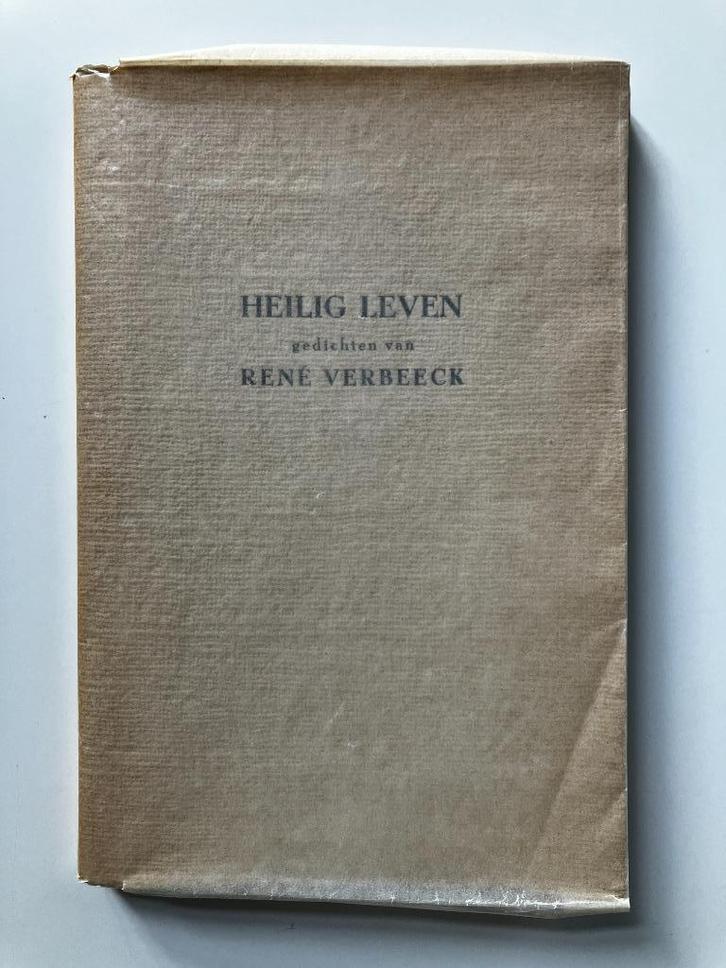 HEILIG LEVEN
gedichten van
RENÉ VERBEECK